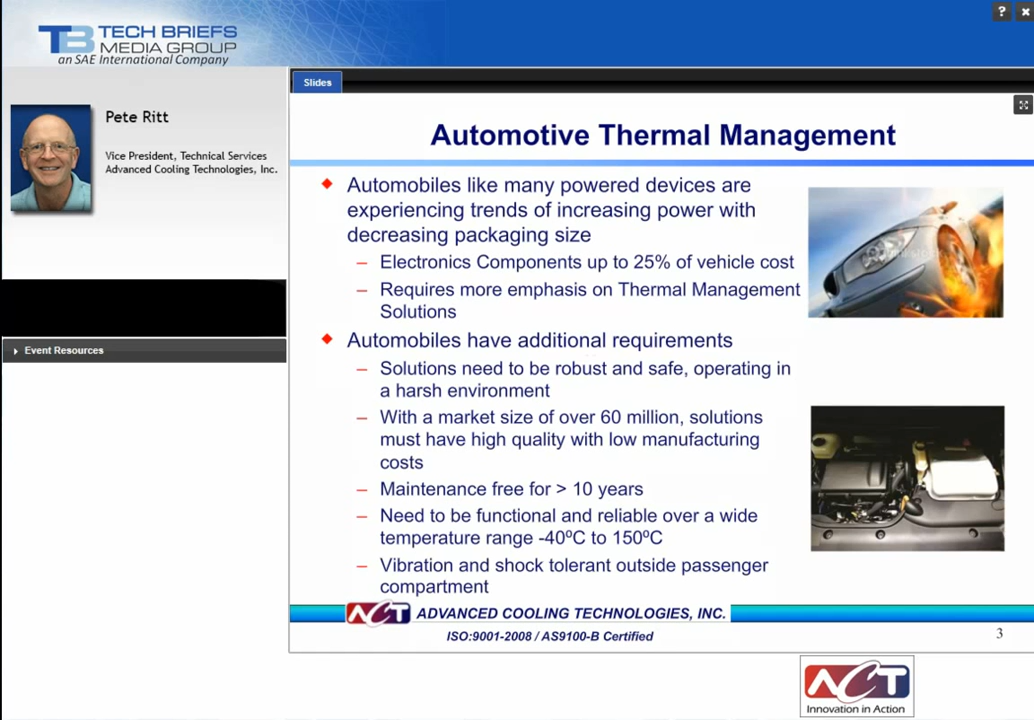 TB TECH BRIEFS
MEDIA GROUP
an SAE International Company
? ×
Slides
Pete Ritt
Vice President, Technical Services
Advanced Cooling Technologies, Inc.
Event Resources
Automotive Thermal Management
Automobiles like many powered devices are
experiencing trends of increasing power with
decreasing packaging size
– Electronics Components up to 25% of vehicle cost
– Requires more emphasis on Thermal Management
Solutions
Automobiles have additional requirements
– Solutions need to be robust and safe, operating in
a harsh environment
– With a market size of over 60 million, solutions
must have high quality with low manufacturing
costs
– Maintenance free for > 10 years
– Need to be functional and reliable over a wide
temperature range -40ºC to 150ºC
– Vibration and shock tolerant outside passenger
compartment
ACT ADVANCED COOLING TECHNOLOGIES, INC.
ISO:9001-2008 / AS9100-B Certified
3
ACT
Innovation in Action